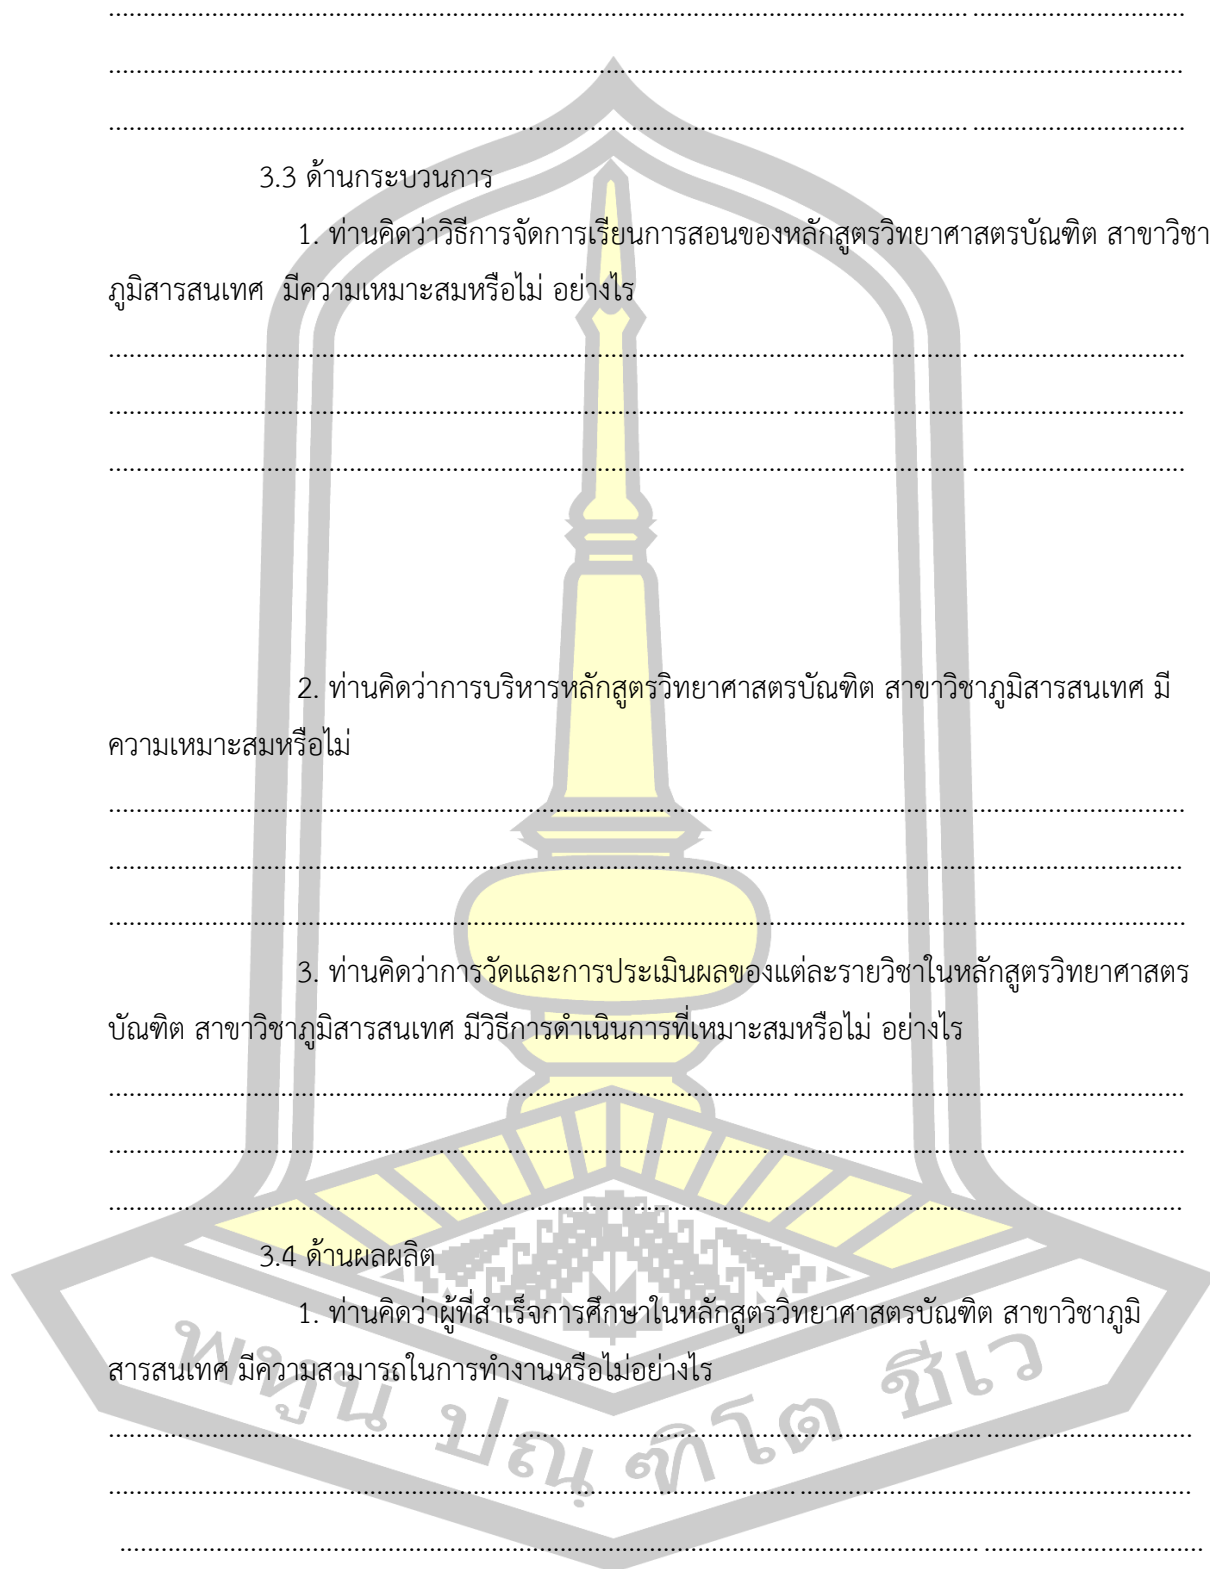 ................................................................................................................................ ................................
................................................................ ................................................................................................
................................................................................................................................ ................................
3.3 ด้านกระบวนการ
1. ท่านคิดว่าวิธีการจัดการเรียนการสอนของหลักสูตรวิทยาศาสตรบัณฑิต สาขาวิชา
ภูมิสารสนเทศ  มีความเหมาะสมหรือไม่ อย่างไร
................................................................................................................................ ................................
.................................................................................................... ............................................................
................................................................................................................................ ................................
2. ท่านคิดว่าการบริหารหลักสูตรวิทยาศาสตรบัณฑิต สาขาวิชาภูมิสารสนเทศ มี
ความเหมาะสมหรือไม่
................................................................................................................................ ................................
............................................. ...................................................................................................................
................................................................................................................................ ................................
3. ท่านคิดว่าการวัดและการประเมินผลของแต่ละรายวิชาในหลักสูตรวิทยาศาสตร
บัณฑิต สาขาวิชาภูมิสารสนเทศ มีวิธีการดำเนินการที่เหมาะสมหรือไม่ อย่างไร
.................................................................................................... ............................................................
................................................................................................................................ ................................
................................................................................................................................................................
3.4 ด้านผลผลิต
1. ท่านคิดว่าผู้ที่สำเร็จการศึกษาในหลักสูตรวิทยาศาสตรบัณฑิต สาขาวิชาภูมิ
สารสนเทศ มีความสามารถในการทำงานหรือไม่อย่างไร
................................................................................................................................ ................................
.................................................................................................... ............................................................
................................................................................................................................ ................................
พหูน ปณฺฑิโต ชีเว